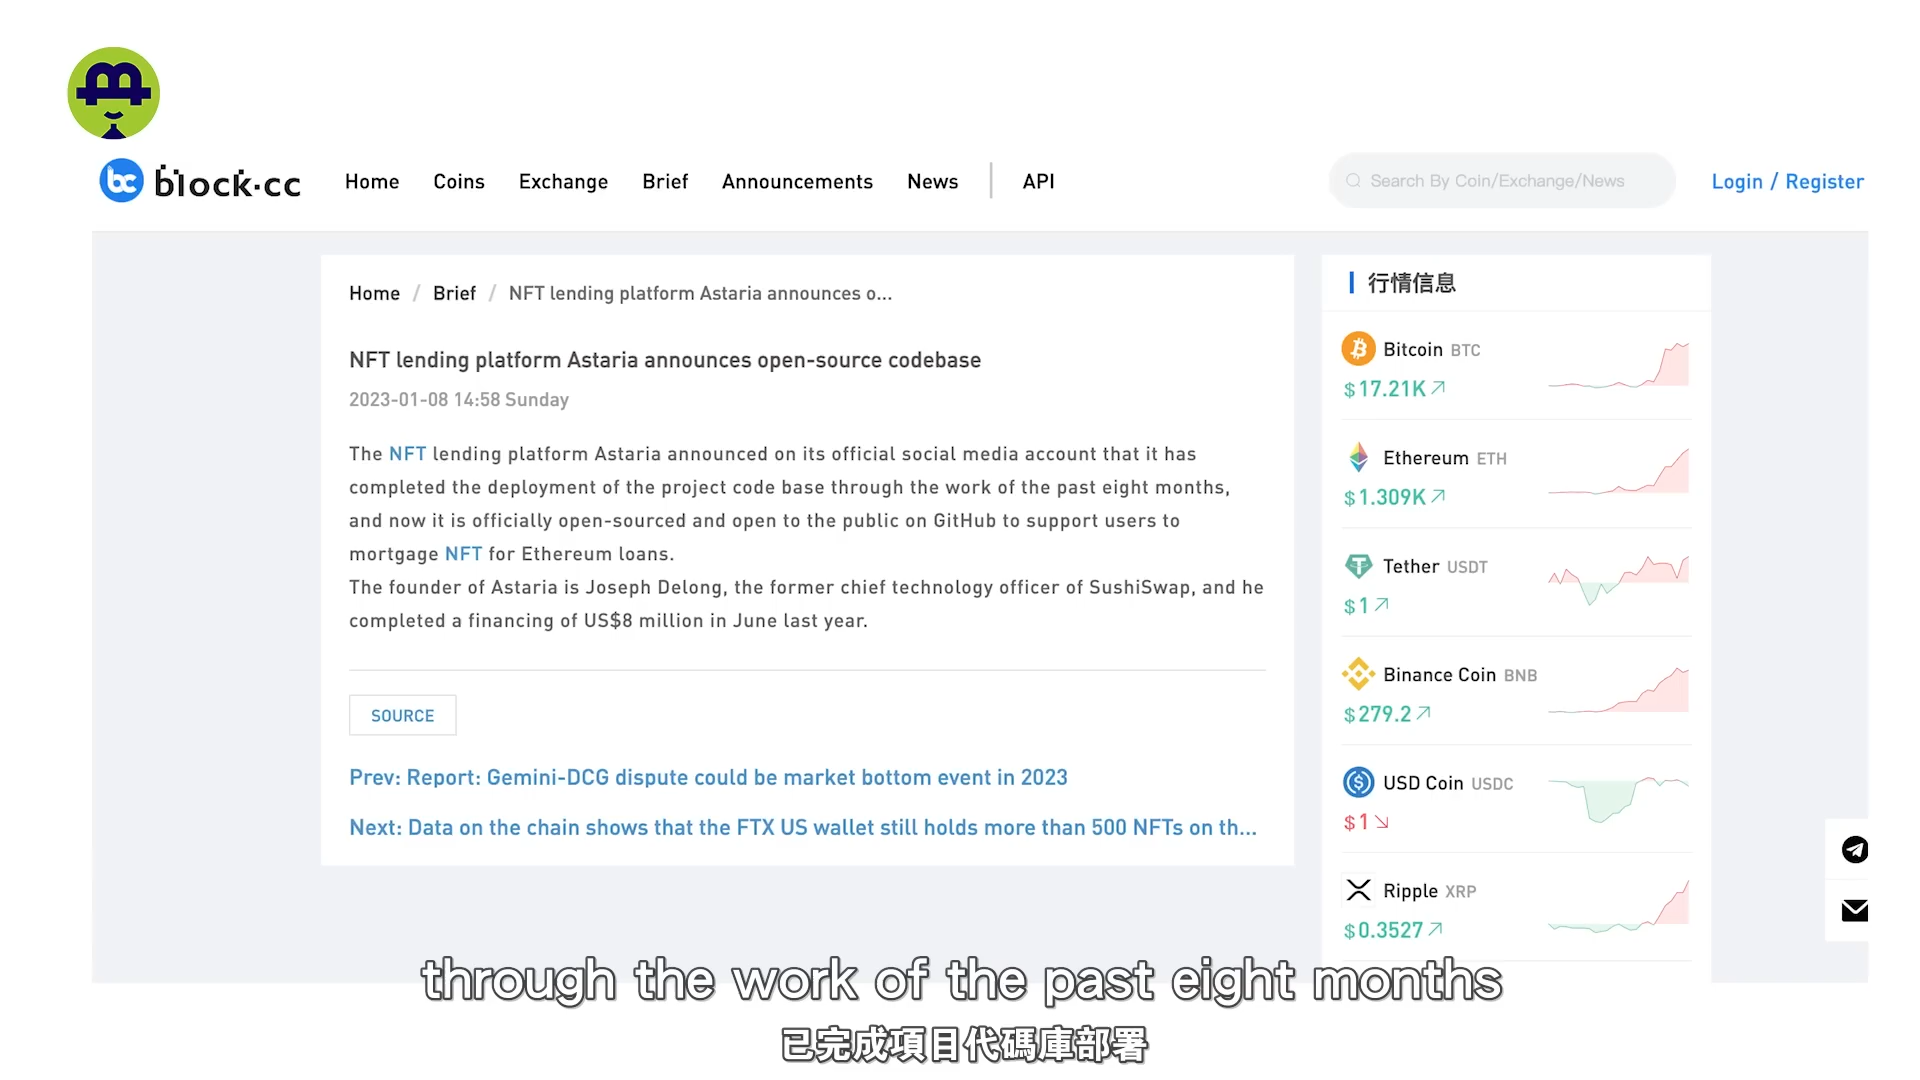 block.cc
Home
Coins
Exchange
Brief
Announcements
News
API
Search By Coin/Exchange/News
Login / Register
Home / Brief / NFT lending platform Astaria announces o...
NFT lending platform Astaria announces open-source codebase
2023-01-08 14:58 Sunday
The NFT lending platform Astaria announced on its official social media account that it has
completed the deployment of the project code base through the work of the past eight months,
and now it is officially open-sourced and open to the public on GitHub to support users to
mortgage NFT for Ethereum loans.
The founder of Astaria is Joseph Delong, the former chief technology officer of SushiSwap, and he
completed a financing of US$8 million in June last year.
SOURCE
Prev: Report: Gemini-DCG dispute could be market bottom event in 2023
Next: Data on the chain shows that the FTX US wallet still holds more than 500 NFTs on th...
行情信息
Bitcoin BTC
$17.21K
Ethereum ETH
$1.309K
Tether USDT
$1
Binance Coin BNB
$279.2
USD Coin USDC
$1
Ripple XRP
$0.3527
through the work of the past eight months
已完成項目代碼庫部署